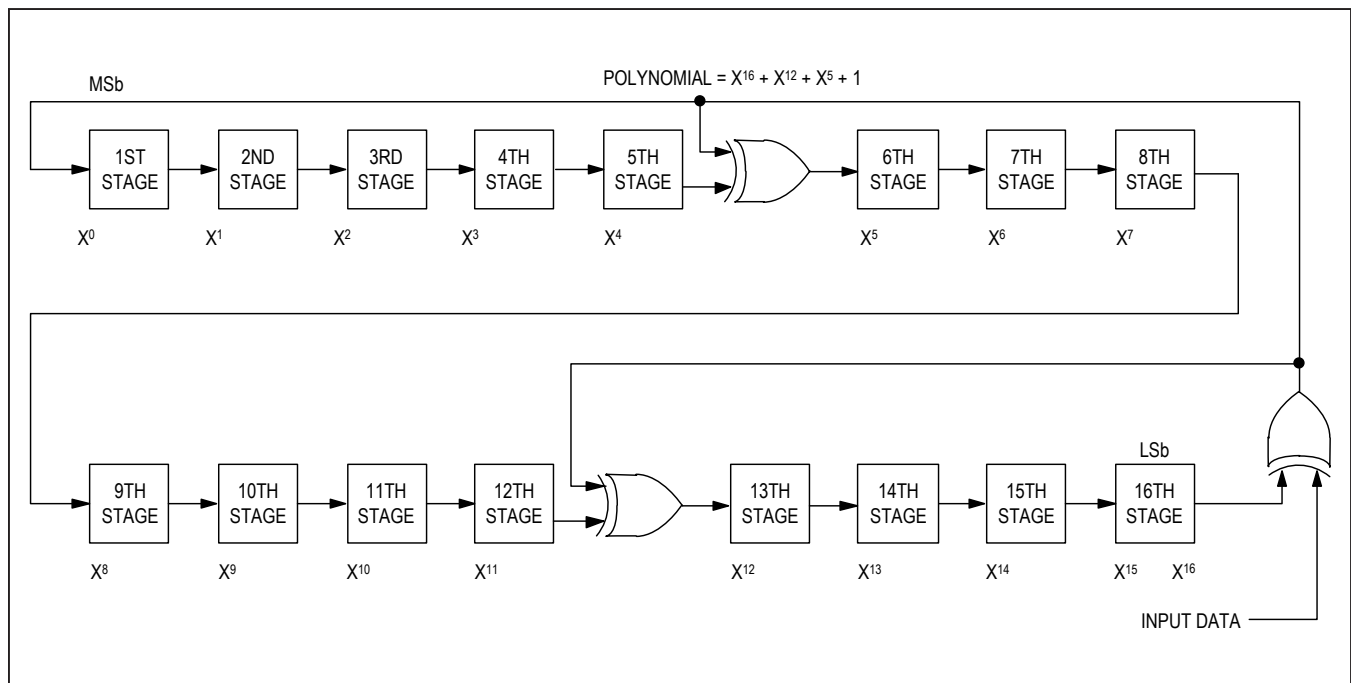 MSb
POLYNOMIAL = X¹⁶ + X¹² + X⁵ + 1
1ST
STAGE
2ND
STAGE
3RD
STAGE
4TH
STAGE
5TH
STAGE
6TH
STAGE
7TH
STAGE
8TH
STAGE
X⁰
X¹
X²
X³
X⁴
X⁵
X⁶
X⁷
LSb
9TH
STAGE
10TH
STAGE
11TH
STAGE
12TH
STAGE
13TH
STAGE
14TH
STAGE
15TH
STAGE
16TH
STAGE
X⁸
X⁹
X¹⁰
X¹¹
X¹²
X¹³
X¹⁴
X¹⁵
X¹⁶
INPUT DATA